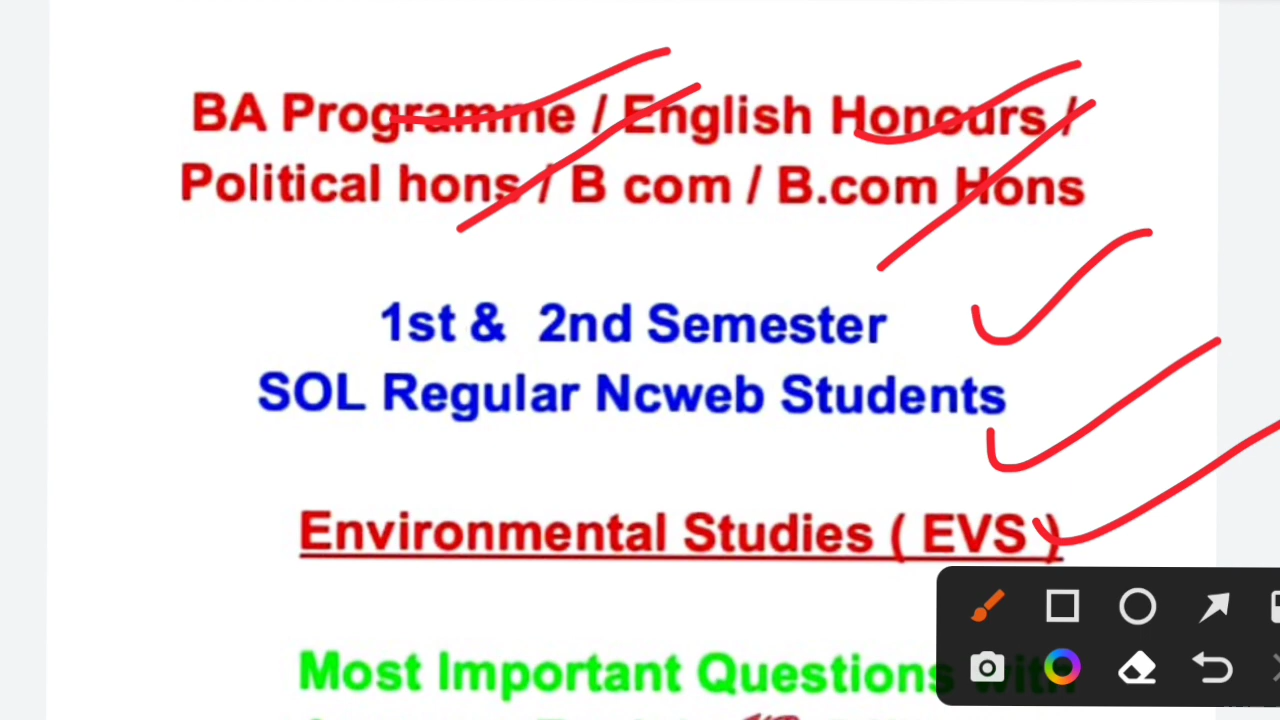 BA Programme / English Honours /
Political hons / B com / B.com Hons
1st & 2nd Semester
SOL Regular Ncweb Students
Environmental Studies ( EVS )
Most Important Questions with